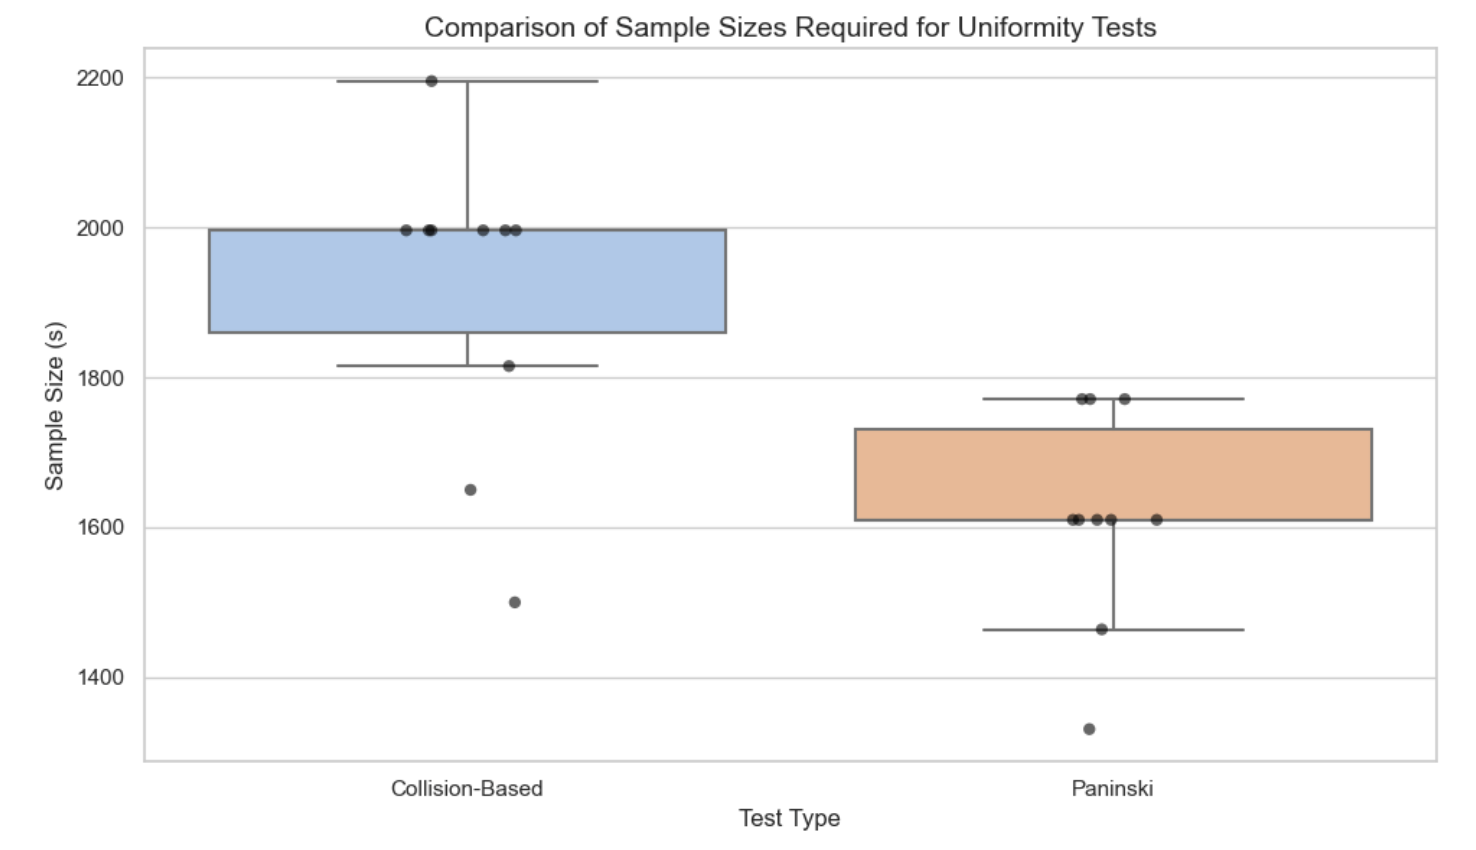 Comparison of Sample Sizes Required for Uniformity Tests
Sample Size (s)
2200
2000
1800
1600
1400
Collision-Based
Paninski
Test Type